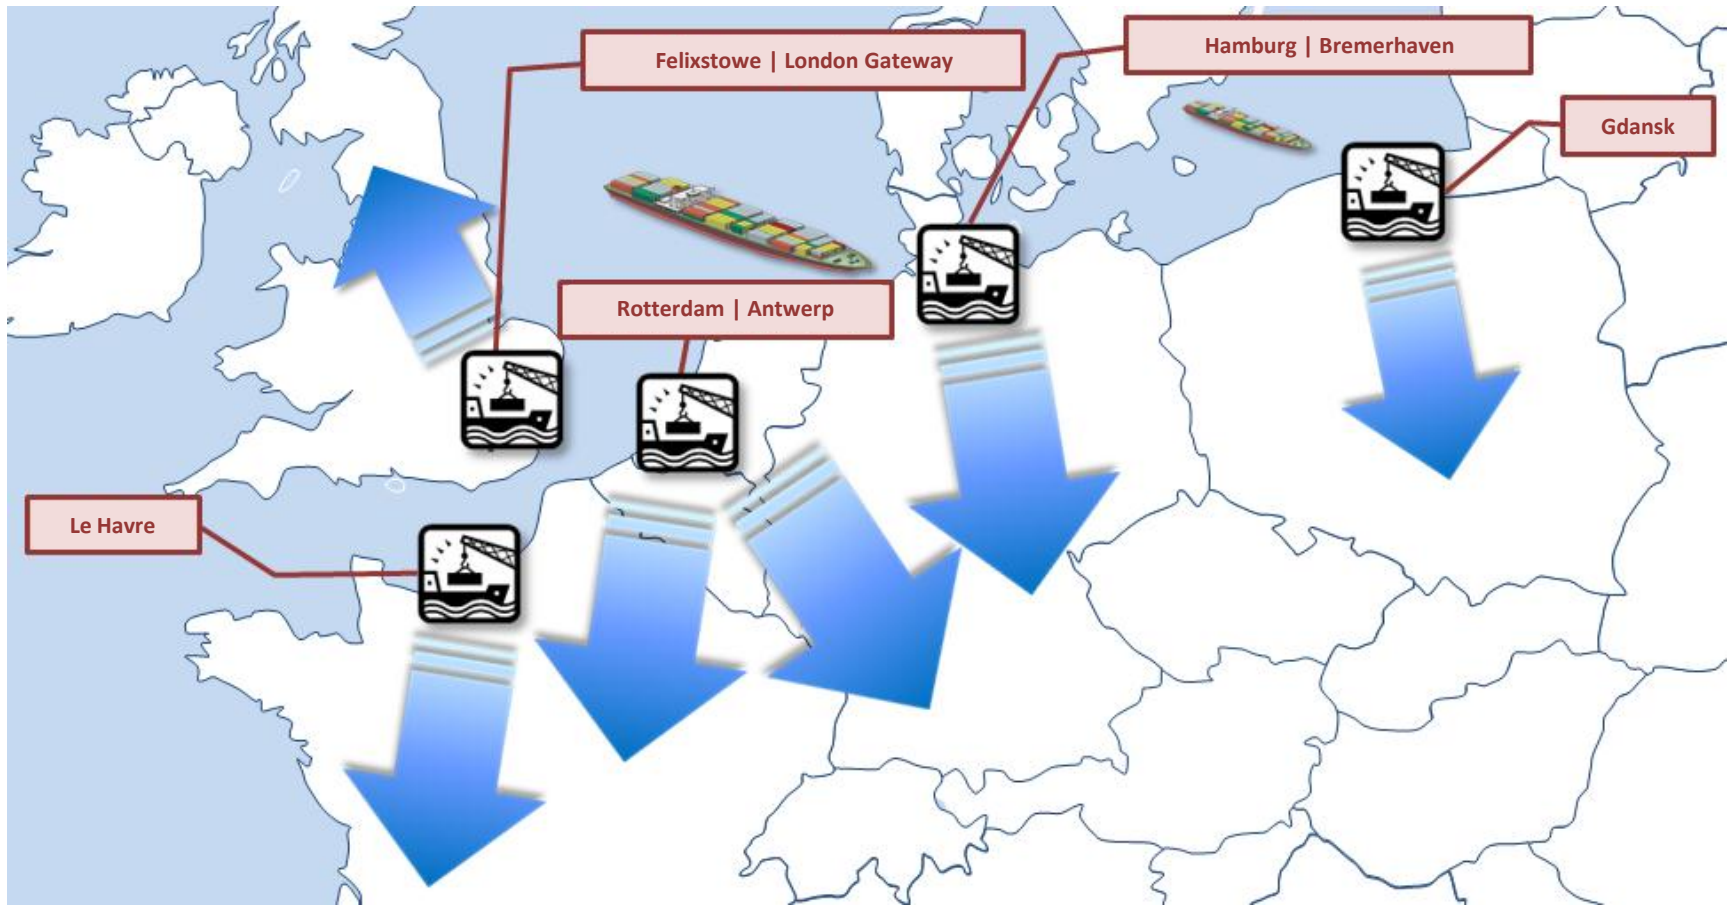 Felixstowe | London Gateway
Hamburg | Bremerhaven
Gdansk
Rotterdam | Antwerp
Le Havre